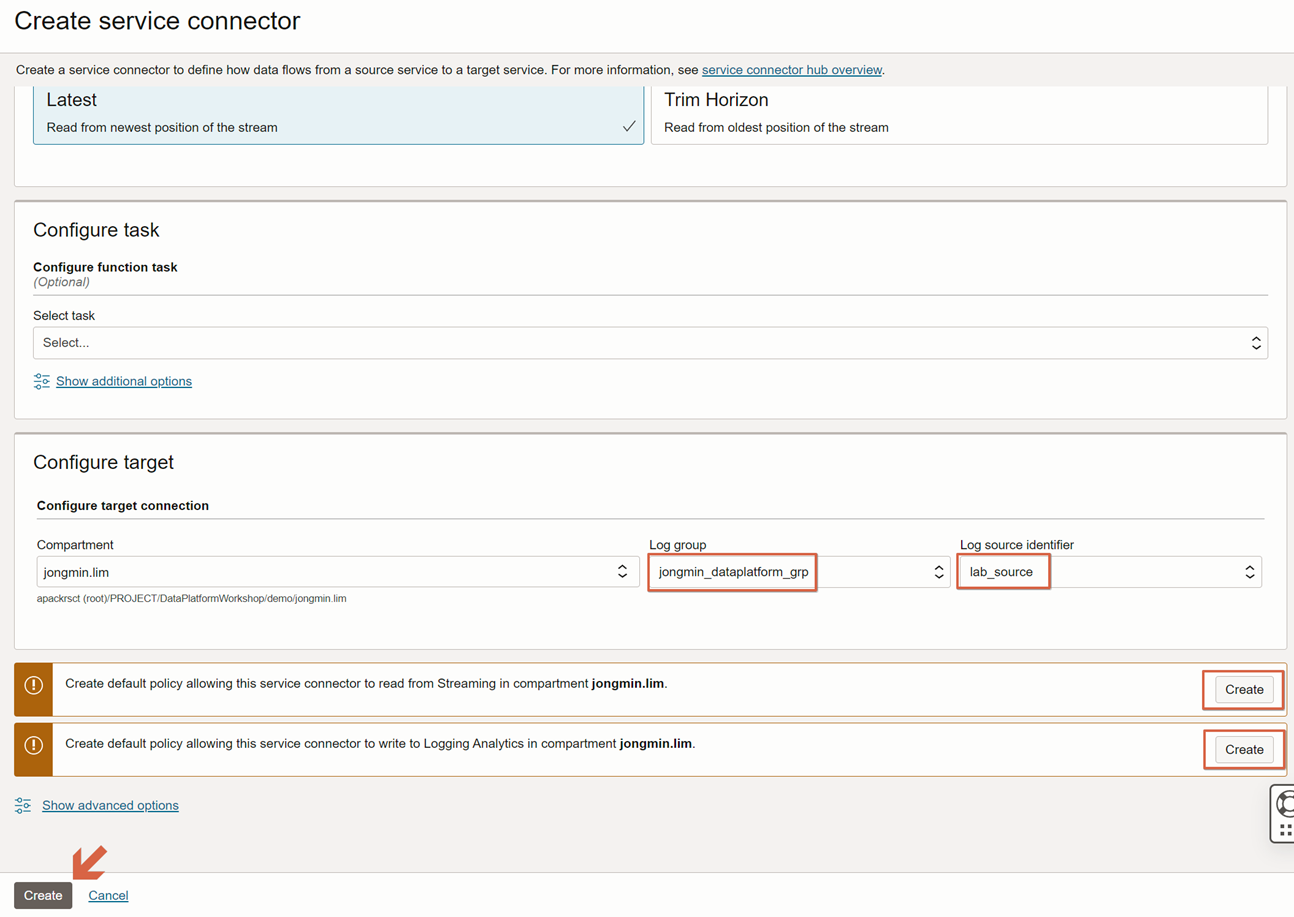 Create service connector
Create a service connector to define how data flows from a source service to a target service. For more information, see service connector hub overview.
Latest
Read from newest position of the stream
Trim Horizon
Read from oldest position of the stream
Configure task
Configure function task
(Optional)
Select task
Select...
Show additional options
Configure target
Configure target connection
Compartment
jongmin.lim
apackrsct (root)/PROJECT/DataPlatformWorkshop/demo/jongmin.lim
Log group
jongmin_dataplatform_grp
Log source identifier
lab_source
Create default policy allowing this service connector to read from Streaming in compartment jongmin.lim.
Create
Create default policy allowing this service connector to write to Logging Analytics in compartment jongmin.lim.
Create
Show advanced options
Create
Cancel